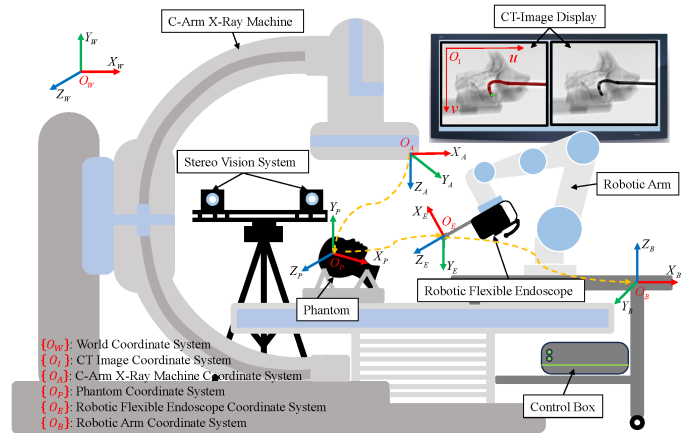 C-Arm X-Ray Machine
CT-Image Display
Y_W
X_W
O_W
Z_W
O_I
u
v
Stereo Vision System
O_A
X_A
Y_A
Z_A
Robotic Arm
Y_P
X_P
O_P
Z_P
X_E
O_E
Z_E
Y_E
Z_B
X_B
O_B
Y_B
Phantom
Robotic Flexible Endoscope
Control Box
{O_W}: World Coordinate System
{O_I}: CT Image Coordinate System
{O_A}: C-Arm X-Ray Machine Coordinate System
{O_P}: Phantom Coordinate System
{O_E}: Robotic Flexible Endoscope Coordinate System
{O_B}: Robotic Arm Coordinate System